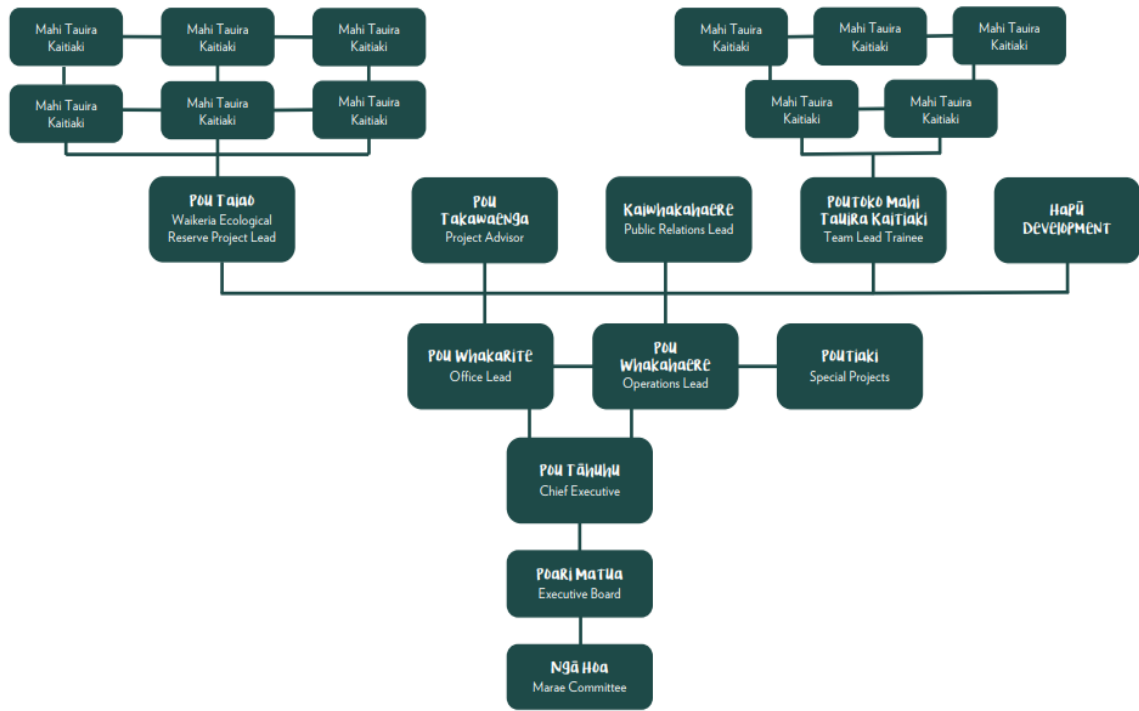 Mahi Tauira
Kaitiaki
Mahi Tauira
Kaitiaki
Mahi Tauira
Kaitiaki
Mahi Tauira
Kaitiaki
Mahi Tauira
Kaitiaki
Mahi Tauira
Kaitiaki
Mahi Tauira
Kaitiaki
Mahi Tauira
Kaitiaki
Mahi Tauira
Kaitiaki
Mahi Tauira
Kaitiaki
Mahi Tauira
Kaitiaki
Pou Taiao
Waikeria Ecological
Reserve Project Lead
Pou
Takawaenga
Project Advisor
Kaiwhakahaere
Public Relations Lead
Poutoko Mahi
Tauira Kaitiaki
Team Lead Trainee
Hapū
Development
Pou Whakarite
Office Lead
Pou
Whakahaere
Operations Lead
Poutiaki
Special Projects
Pou Tāhuhu
Chief Executive
Poari Matua
Executive Board
Ngā Hoa
Marae Committee